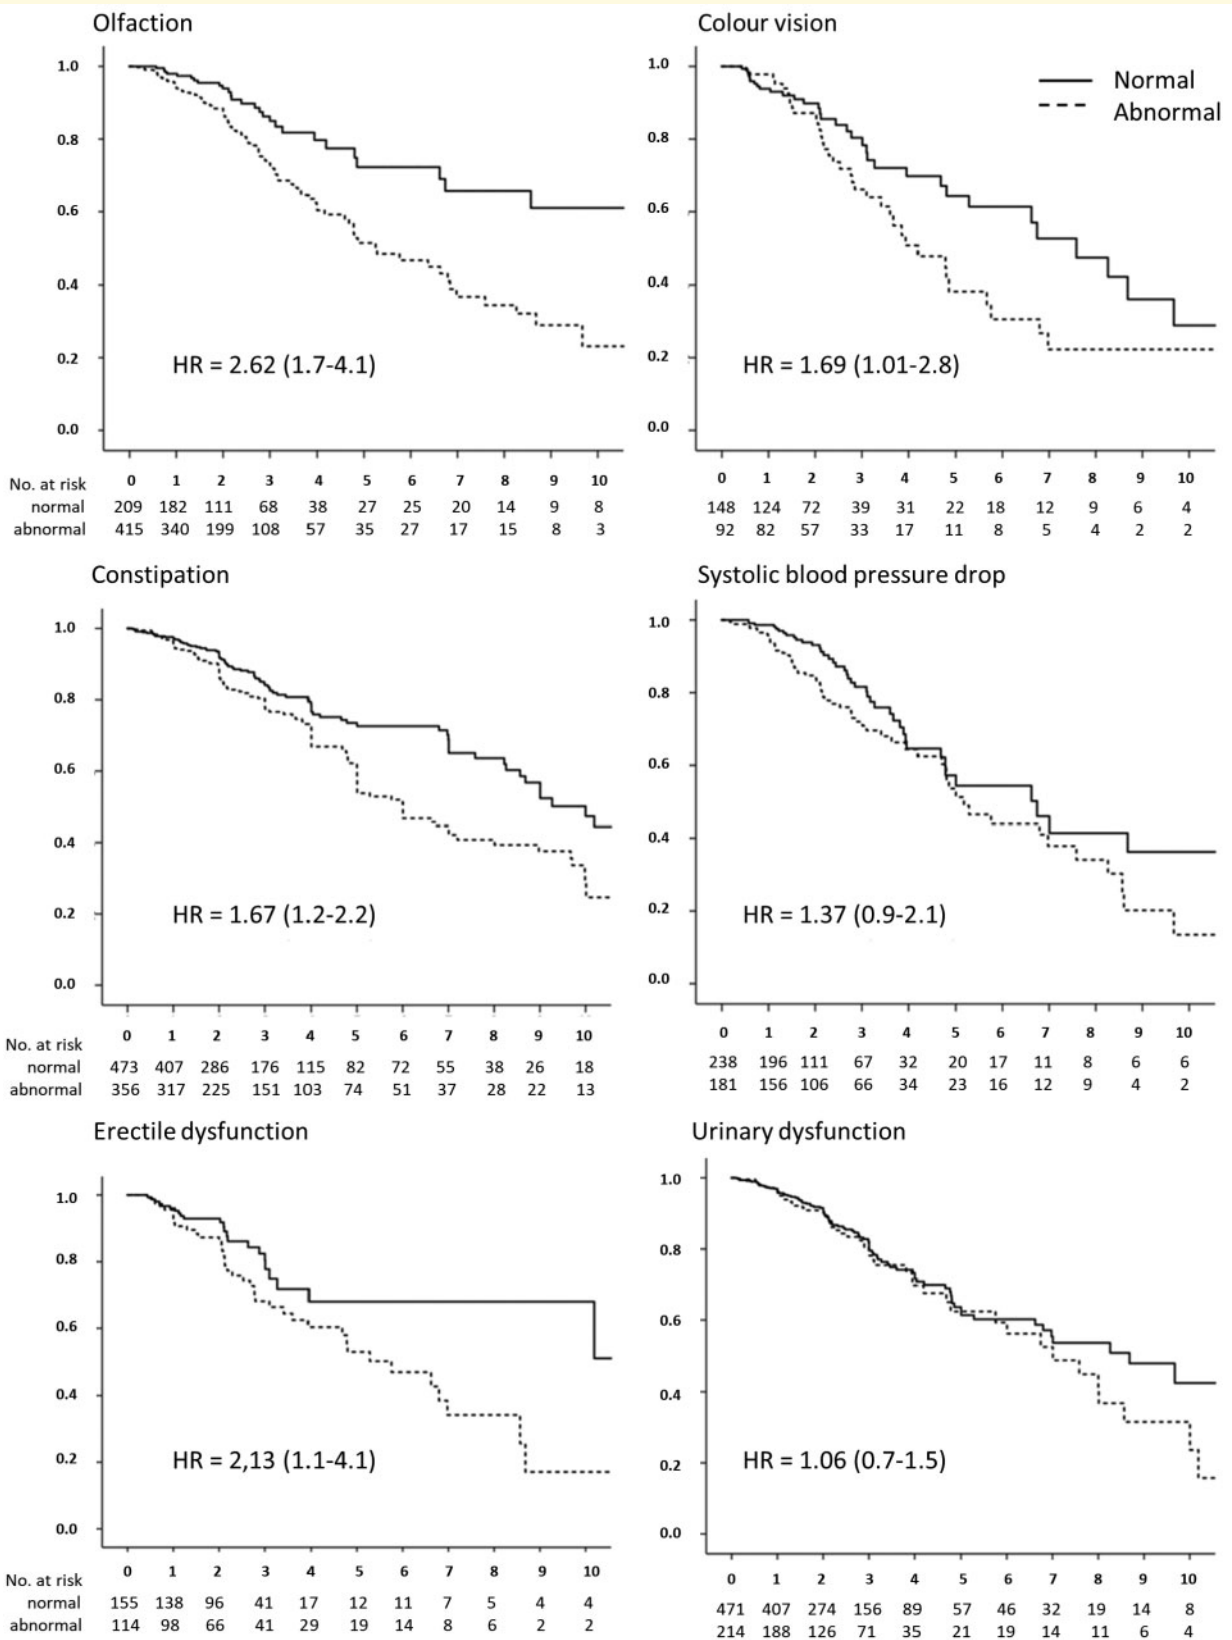 Olfaction
1.0
0.8
0.6
0.4
0.2
0.0
HR = 2.62 (1.7-4.1)
0 1 2 3 4 5 6 7 8 9 10
No. at risk
normal 209 182 111 68 38 27 25 20 14 9 8
abnormal 415 340 199 108 57 35 27 17 15 8 3
Colour vision
Normal
Abnormal
1.0
0.8
0.6
0.4
0.2
0.0
HR = 1.69 (1.01-2.8)
0 1 2 3 4 5 6 7 8 9 10
148 124 72 39 31 22 18 12 9 6 4
92 82 57 33 17 11 8 5 4 2 2
Constipation
1.0
0.8
0.6
0.4
0.2
0.0
HR = 1.67 (1.2-2.2)
0 1 2 3 4 5 6 7 8 9 10
No. at risk
normal 473 407 286 176 115 82 72 55 38 26 18
abnormal 356 317 225 151 103 74 51 37 28 22 13
Systolic blood pressure drop
1.0
0.8
0.6
0.4
0.2
0.0
HR = 1.37 (0.9-2.1)
0 1 2 3 4 5 6 7 8 9 10
238 196 111 67 32 20 17 11 8 6 6
181 156 106 66 34 23 16 12 9 4 2
Erectile dysfunction
1.0
0.8
0.6
0.4
0.2
0.0
HR = 2,13 (1.1-4.1)
0 1 2 3 4 5 6 7 8 9 10
No. at risk
normal 155 138 96 41 17 12 11 7 5 4 4
abnormal 114 98 66 41 29 19 14 8 6 2 2
Urinary dysfunction
1.0
0.8
0.6
0.4
0.2
0.0
HR = 1.06 (0.7-1.5)
0 1 2 3 4 5 6 7 8 9 10
471 407 274 156 89 57 46 32 19 14 8
214 188 126 71 35 21 19 14 11 6 4